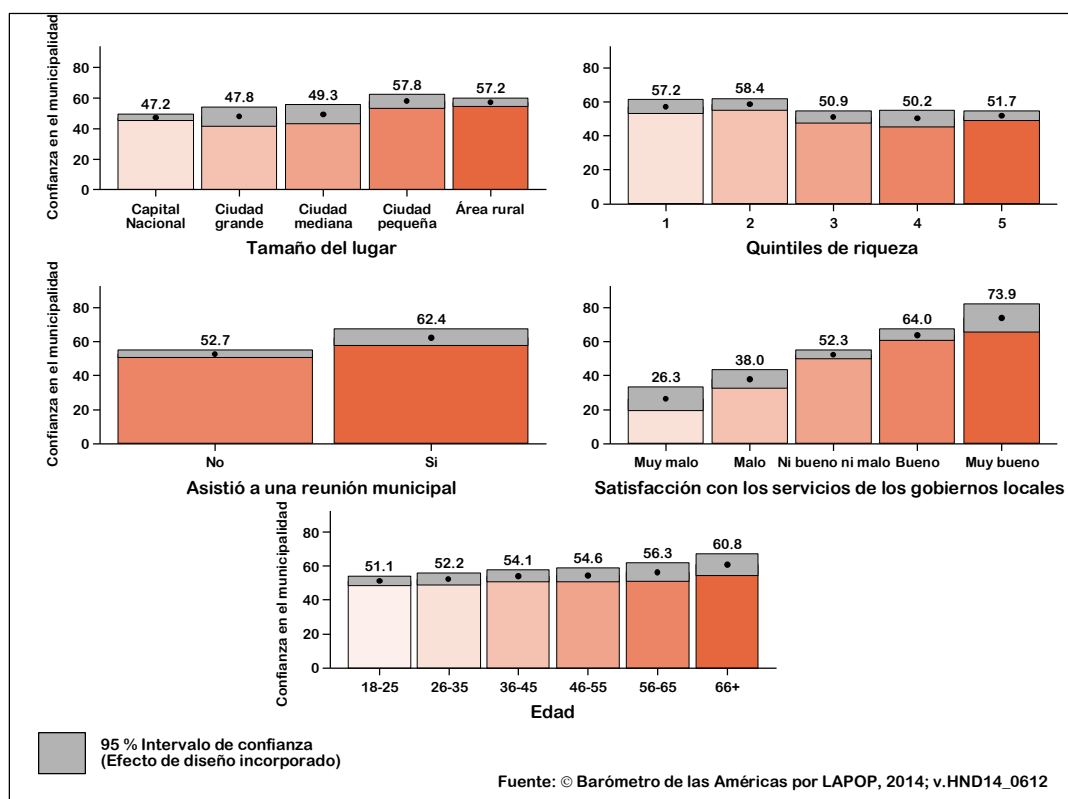 Confianza en el municipalidad
80
60
40
20
0
47.2
47.8
49.3
57.8
57.2
Capital Nacional
Ciudad grande
Ciudad mediana
Ciudad pequeña
Área rural
Tamaño del lugar
80
60
40
20
0
57.2
58.4
50.9
50.2
51.7
1
2
3
4
5
Quintiles de riqueza
Confianza en el municipalidad
80
60
40
20
0
52.7
62.4
No
Si
Asistió a una reunión municipal
80
60
40
20
0
26.3
38.0
52.3
64.0
73.9
Muy malo
Malo
Ni bueno ni malo
Bueno
Muy bueno
Satisfacción con los servicios de los gobiernos locales
Confianza en el municipalidad
80
60
40
20
0
51.1
52.2
54.1
54.6
56.3
60.8
18-25
26-35
36-45
46-55
56-65
66+
Edad
95 % Intervalo de confianza
(Efecto de diseño incorporado)
Fuente: © Barómetro de las Américas por LAPOP, 2014; v.HND14_0612